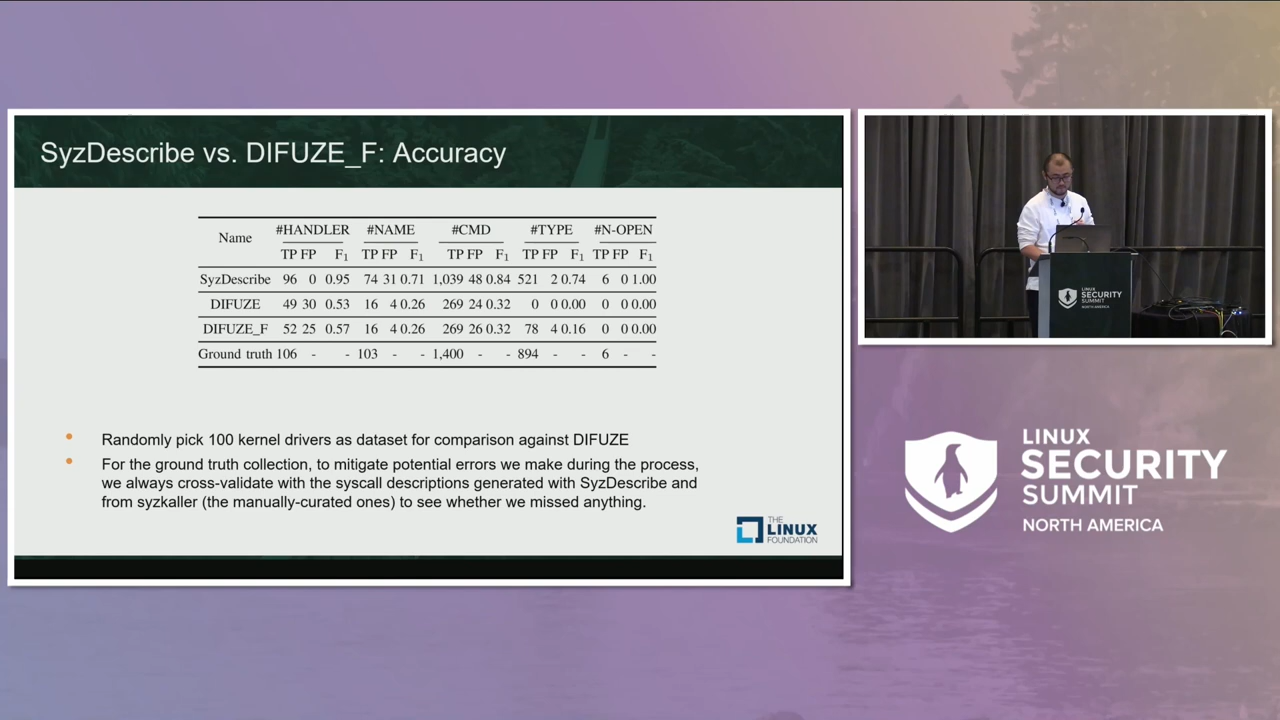 SyzDescribe vs. DIFUZE_F: Accuracy
Name #HANDLER #NAME #CMD #TYPE #N-OPEN
TP FP F1 TP FP F1 TP FP F1 TP FP F1 TP FP F1
SyzDescribe 96 0 0.95 74 31 0.71 1,039 48 0.84 521 2 0.74 6 0 1.00
DIFUZE 49 30 0.53 16 4 0.26 269 24 0.32 0 0 0.00 0 0 0.00
DIFUZE_F 52 25 0.57 16 4 0.26 269 26 0.32 78 4 0.16 0 0 0.00
Ground truth 106 - - 103 - - 1,400 - - 894 - - 6 - -
• Randomly pick 100 kernel drivers as dataset for comparison against DIFUZE
• For the ground truth collection, to mitigate potential errors we make during the process,
we always cross-validate with the syscall descriptions generated with SyzDescribe and
from syzkaller (the manually-curated ones) to see whether we missed anything.
THE
LINUX
FOUNDATION
LINUX
SECURITY
SUMMIT
NORTH AMERICA
LINUX
SECURITY
SUMMIT
NORTH AMERICA